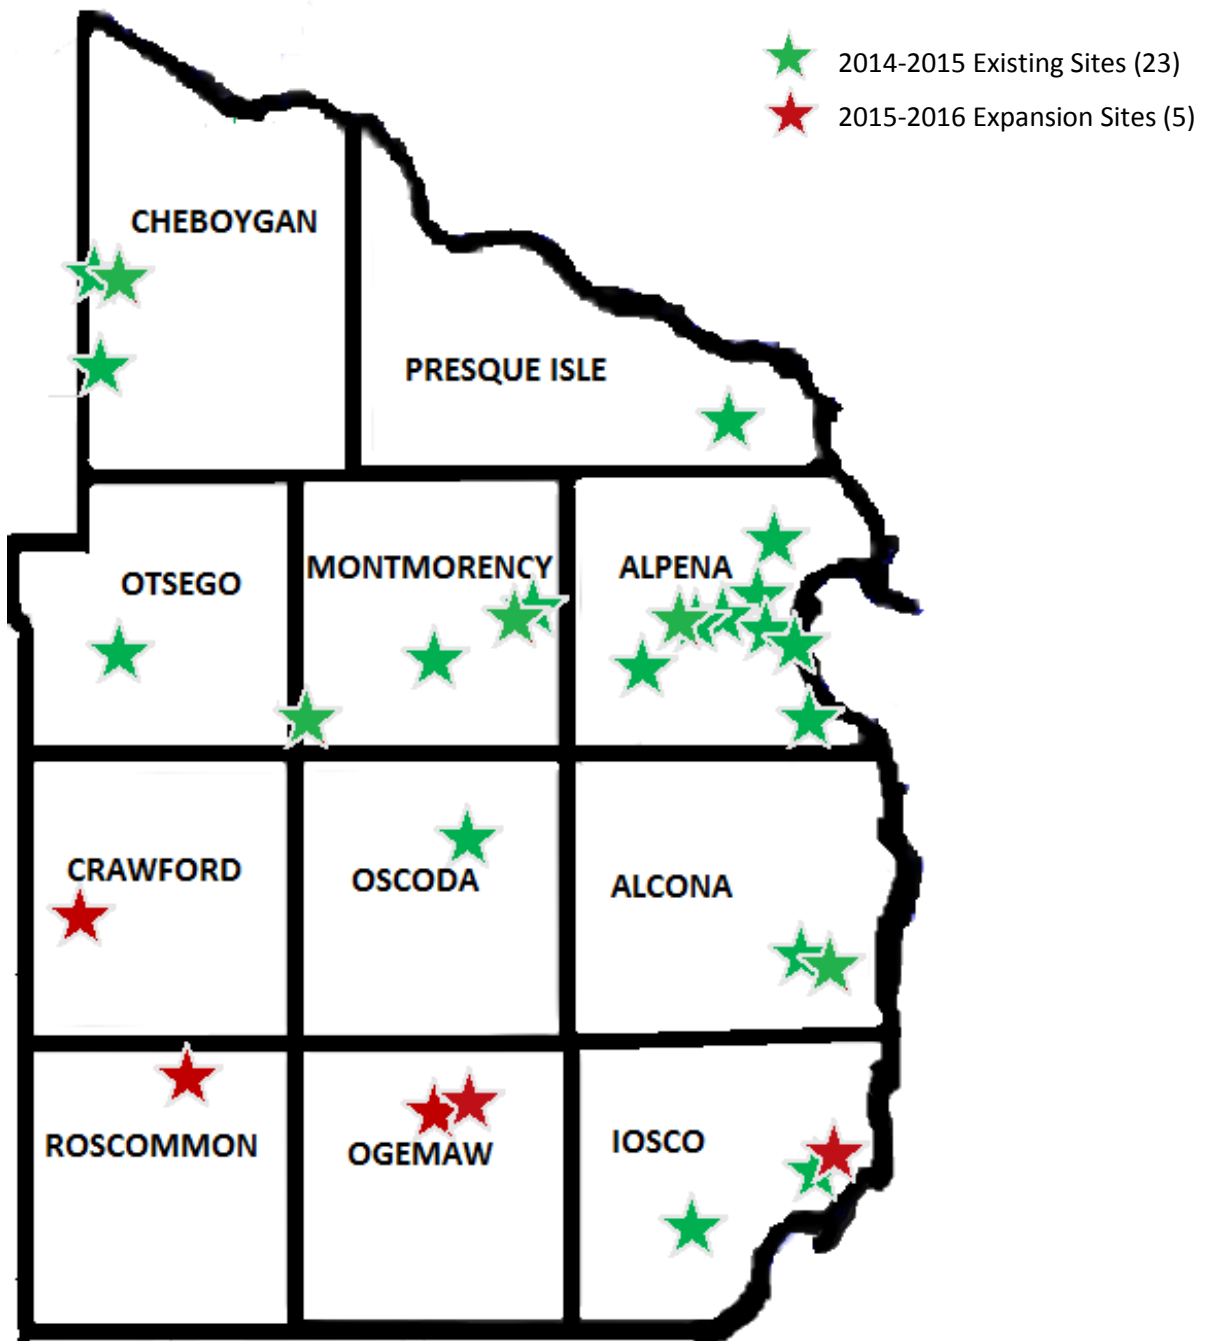 2014-2015 Existing Sites (23)
2015-2016 Expansion Sites (5)
CHEBOYGAN
PRESQUE ISLE
OTSEGO
MONTMORENCY
ALPENA
CRAWFORD
OSCODA
ALCONA
ROSCOMMON
OGEMAW
IOSCO